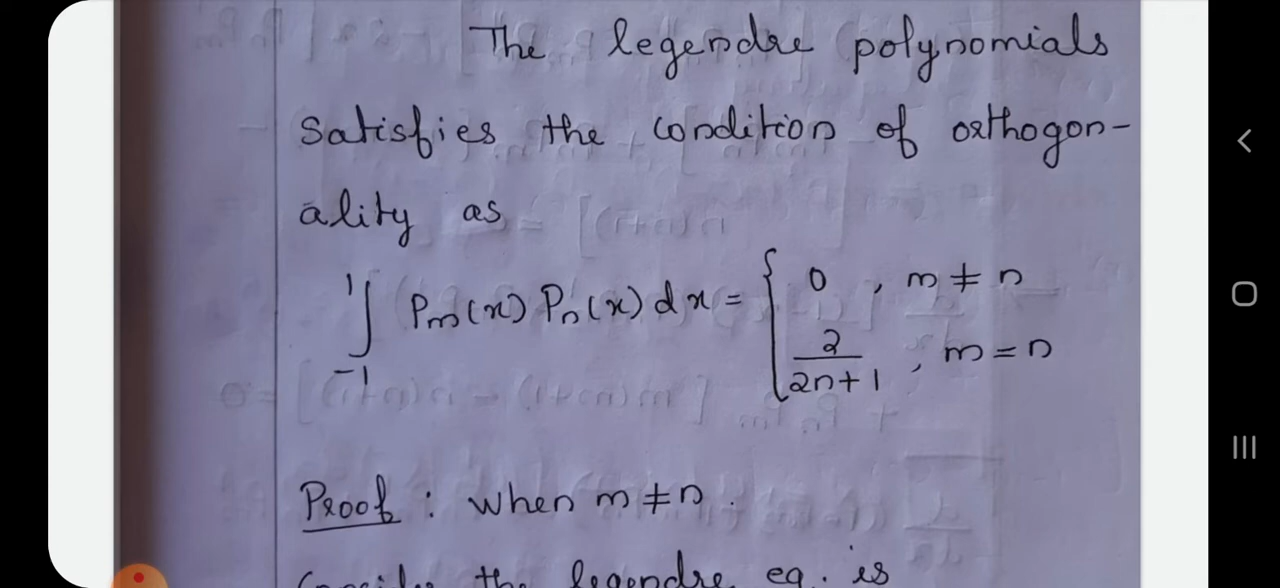 The legendre polynomials
satisfies the condition of orthogon-
ality as
∫₋₁¹ Pm(x) Pn(x) dx = { 0 , m ≠ n
2/(2n+1) , m = n
Proof : when m ≠ n .
Consider the legendre eq. is